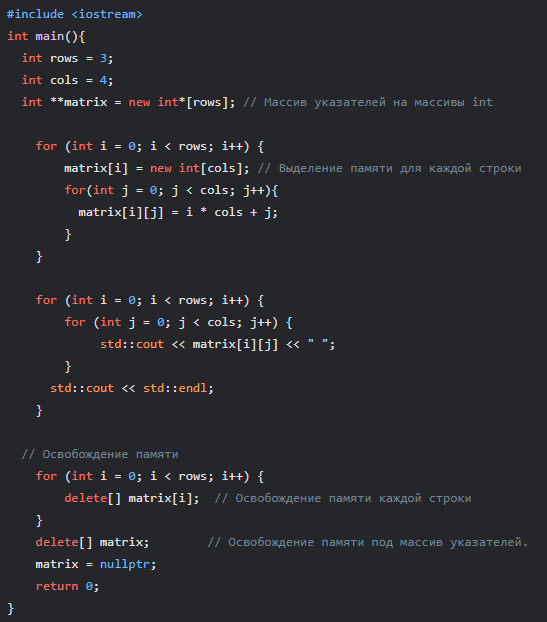 #include <iostream>
int main(){
  int rows = 3;
  int cols = 4;
  int **matrix = new int*[rows]; // Массив указателей на массивы int

    for (int i = 0; i < rows; i++) {
        matrix[i] = new int[cols]; // Выделение памяти для каждой строки
        for(int j = 0; j < cols; j++){
          matrix[i][j] = i * cols + j;
        }
    }

    for (int i = 0; i < rows; i++) {
        for (int j = 0; j < cols; j++) {
             std::cout << matrix[i][j] << " ";
        }
      std::cout << std::endl;
    }

  // Освобождение памяти
    for (int i = 0; i < rows; i++) {
        delete[] matrix[i];  // Освобождение памяти каждой строки
    }
    delete[] matrix;        // Освобождение памяти под массив указателей.
    matrix = nullptr;
    return 0;
}